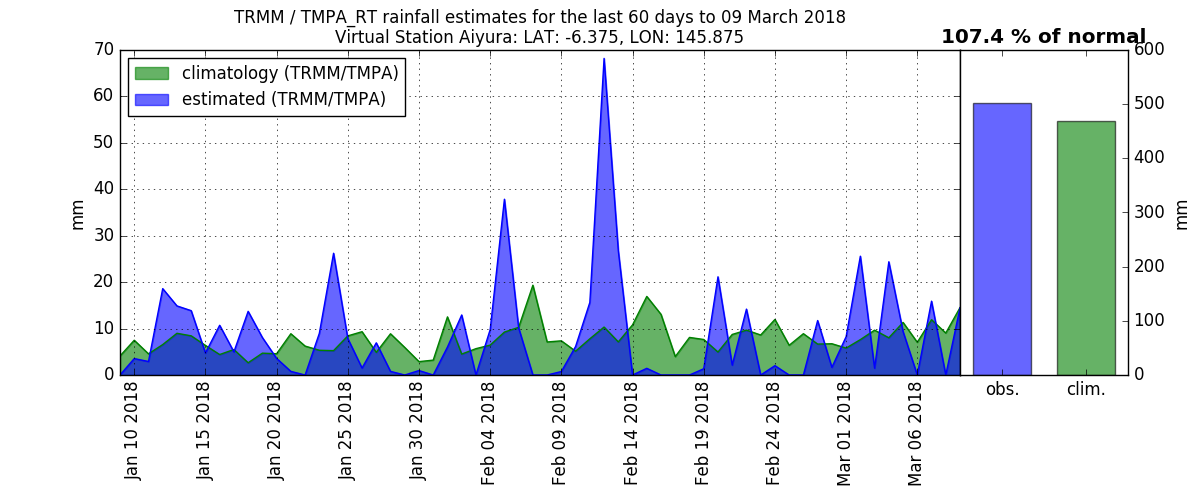 TRMM / TMPA_RT rainfall estimates for the last 60 days to 09 March 2018
Virtual Station Aiyura: LAT: -6.375, LON: 145.875
107.4 % of normal
climatology (TRMM/TMPA)
estimated (TRMM/TMPA)
70
60
50
40
30
20
10
0
mm
Jan 10 2018
Jan 15 2018
Jan 20 2018
Jan 25 2018
Jan 30 2018
Feb 04 2018
Feb 09 2018
Feb 14 2018
Feb 19 2018
Feb 24 2018
Mar 01 2018
Mar 06 2018
obs.
clim.
600
500
400
300
200
100
0
mm